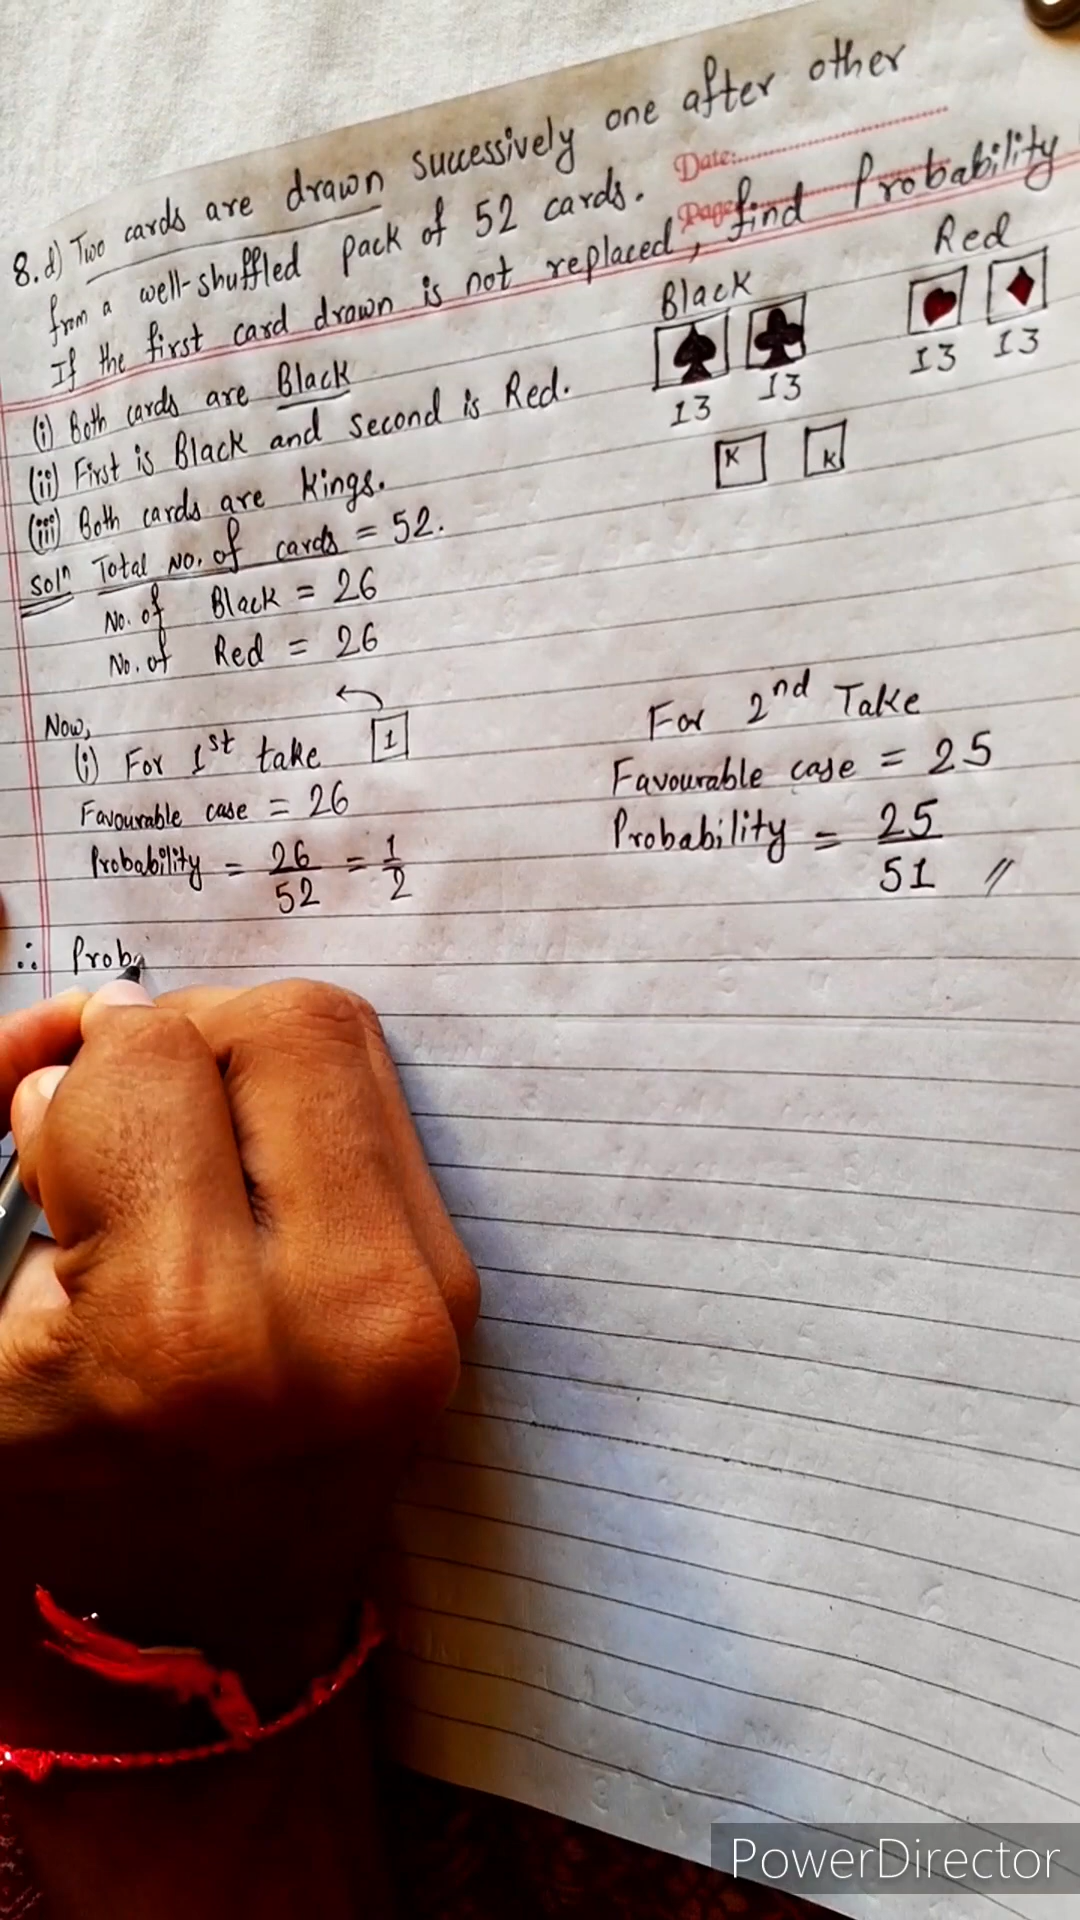 8.d) Two cards are drawn successively one after other
from a well-shuffled pack of 52 cards.
Date:
Page:
If the first card drawn is not replaced, find Probability
(i) Both cards are Black
(ii) First is Black and second is Red.
(iii) Both cards are kings.
Black
Red
13 13
13 13
K K
Solⁿ Total No. of cards = 52.
No. of Black = 26
No. of Red = 26
Now,
(i) For 1st take 1
Favourable case = 26
Probability = 26/52 = 1/2
For 2nd Take
Favourable case = 25
Probability = 25/51 //
∴ Proba
PowerDirector